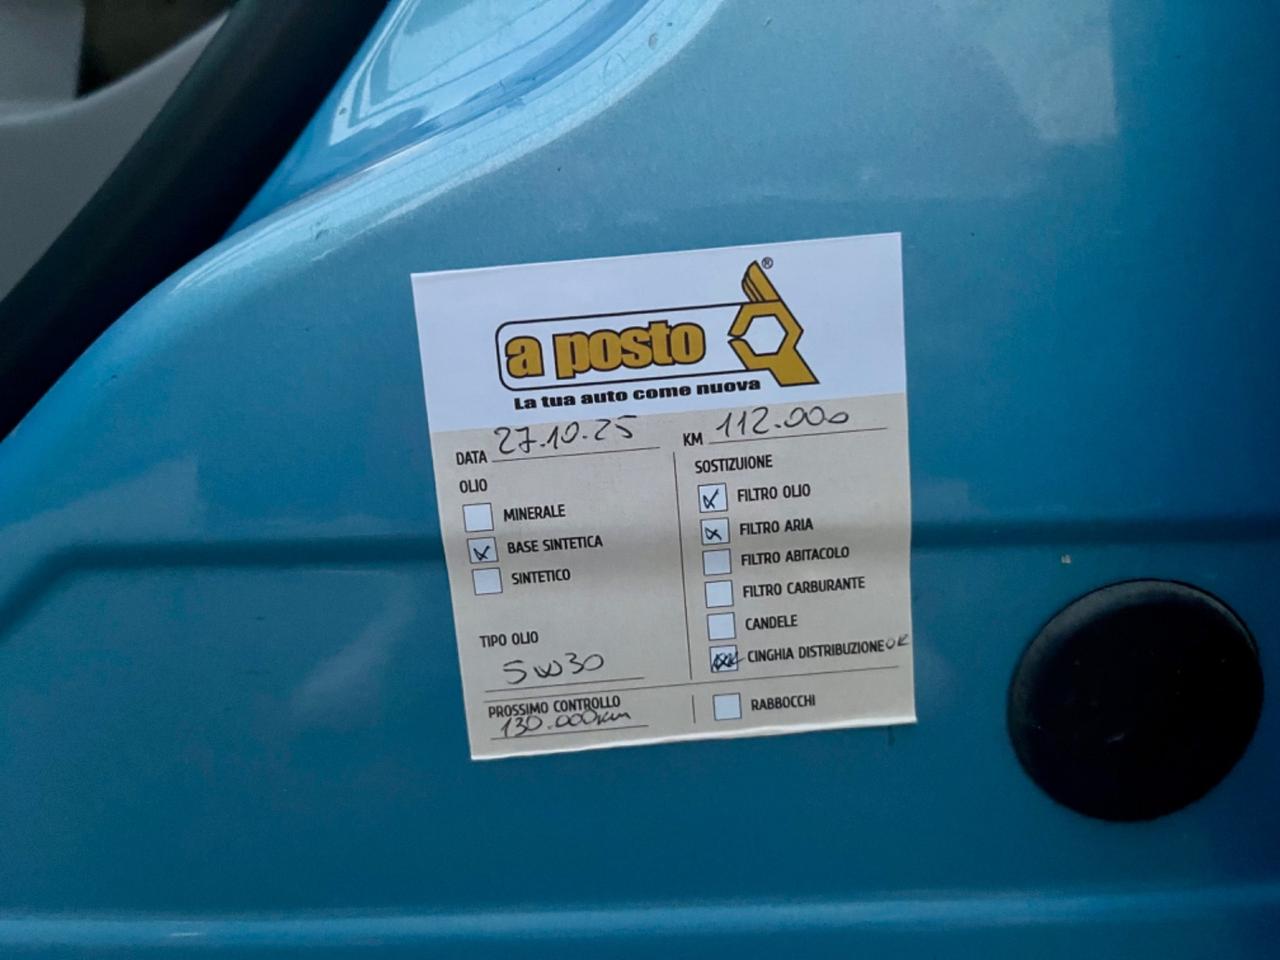 a posto ®
La tua auto come nuova
DATA 27.10.25 KM 112.000
OLIO
MINERALE
BASE SINTETICA
SINTETICO
TIPO OLIO
5W30
PROSSIMO CONTROLLO
130.000km
SOSTIZUIONE
FILTRO OLIO
FILTRO ARIA
FILTRO ABITACOLO
FILTRO CARBURANTE
CANDELE
CINGHIA DISTRIBUZIONE OK
RABBOCCHI